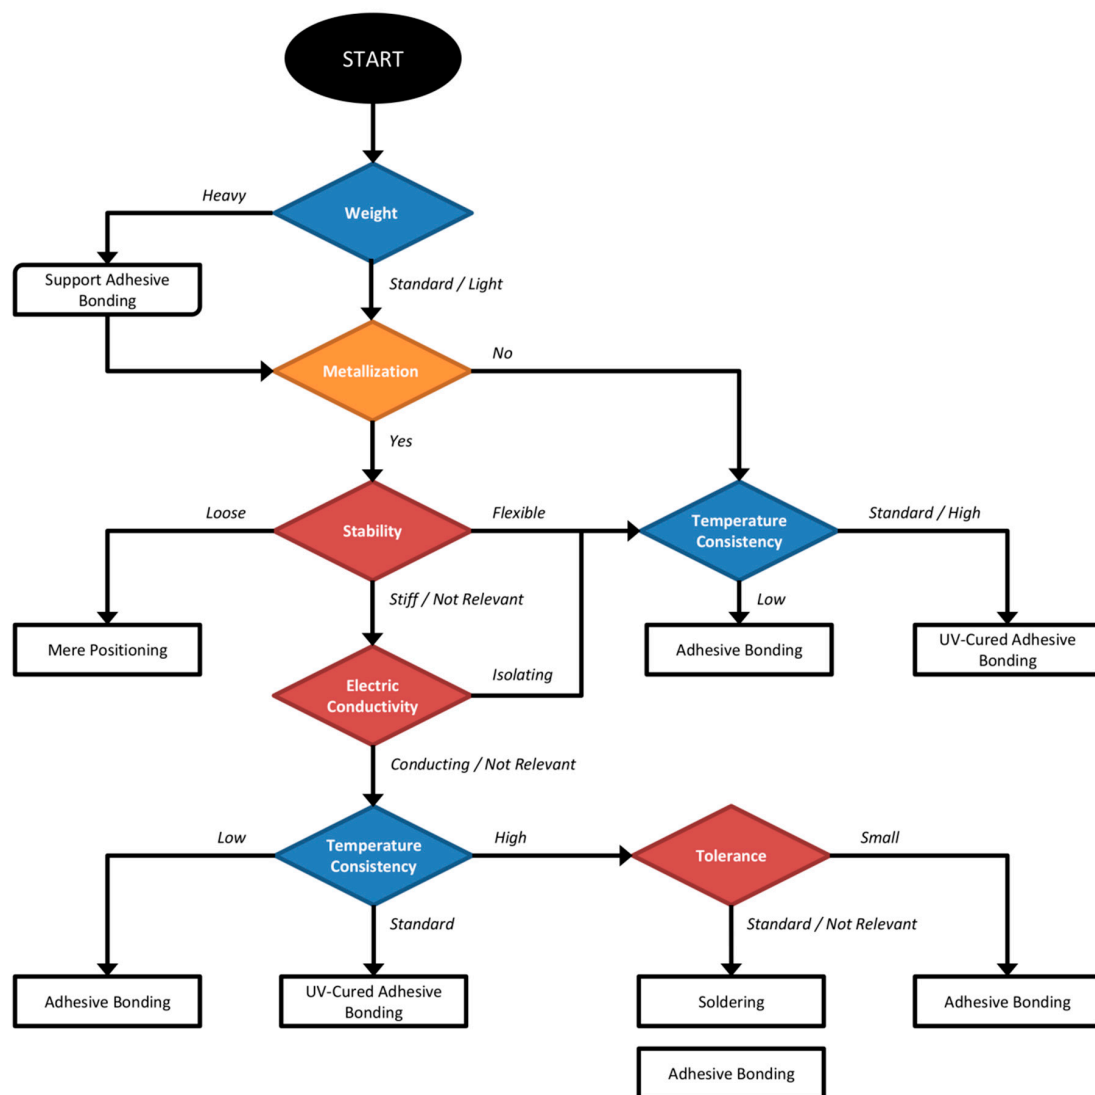 START
Heavy
Weight
Support Adhesive
Bonding
Standard / Light
No
Metallization
Yes
Loose
Flexible
Standard / High
Stability
Temperature
Consistency
Stiff / Not Relevant
Low
Mere Positioning
Adhesive Bonding
UV-Cured Adhesive
Bonding
Isolating
Electric
Conductivity
Conducting / Not Relevant
Low
Temperature
Consistency
High
Tolerance
Small
Standard
Standard / Not Relevant
Adhesive Bonding
UV-Cured Adhesive
Bonding
Soldering
Adhesive Bonding
Adhesive Bonding